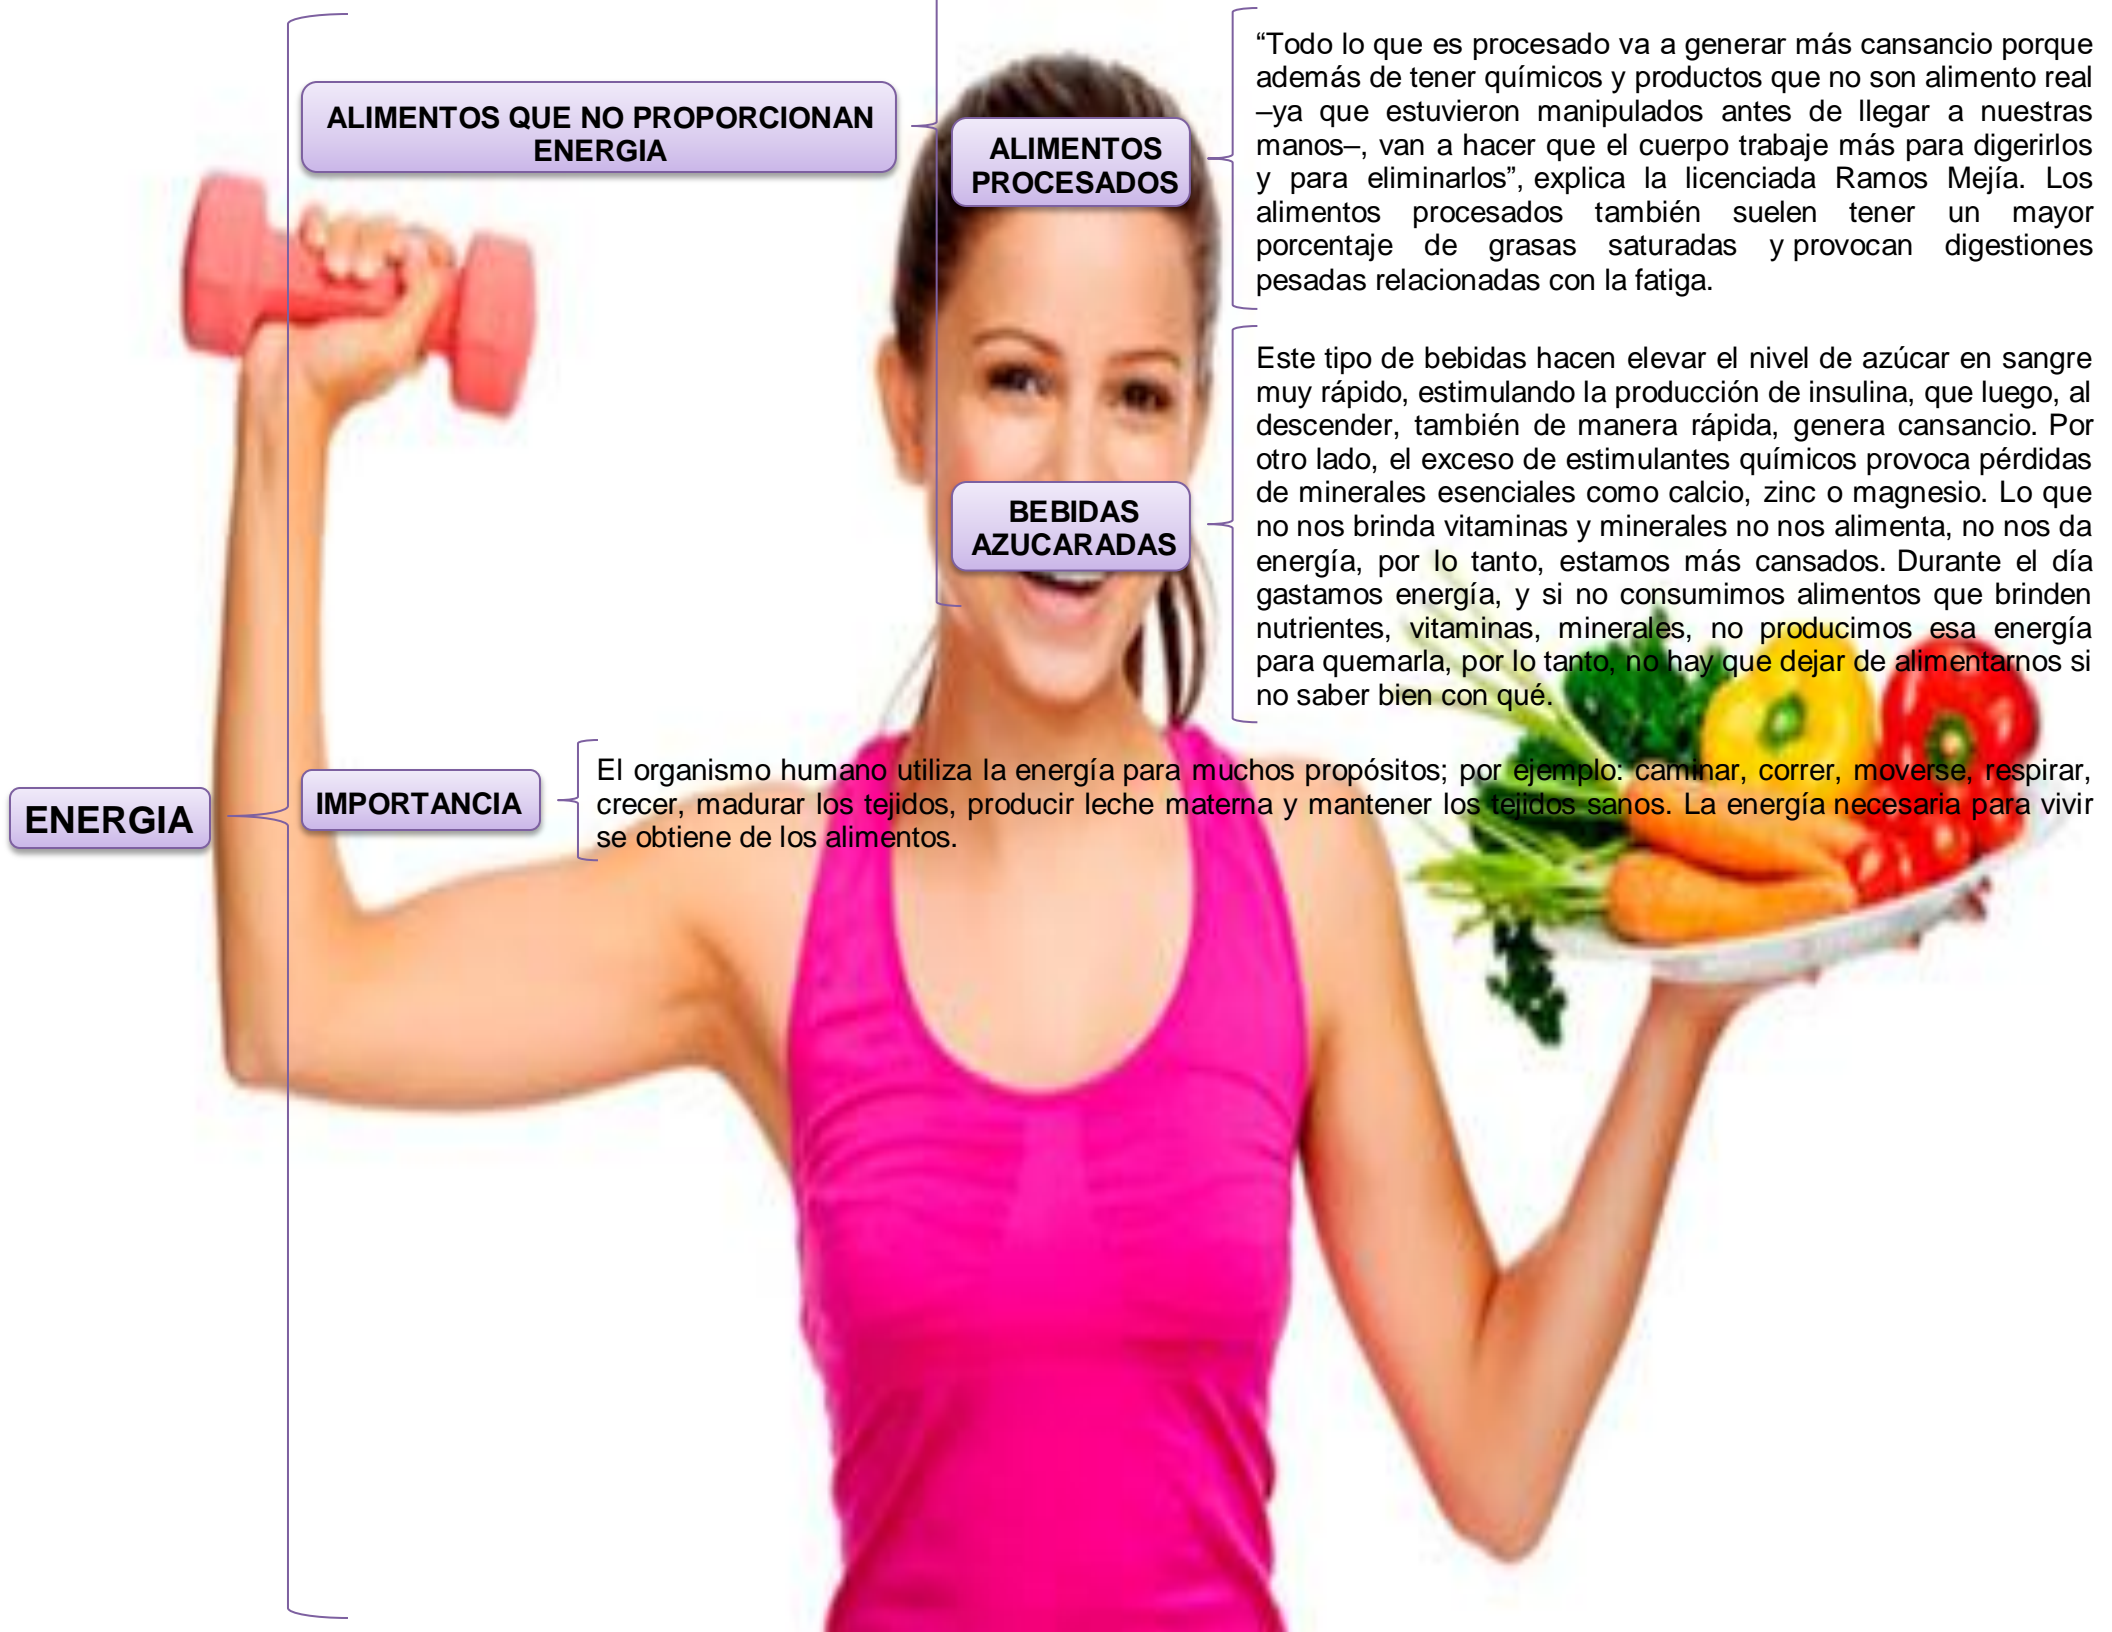 ALIMENTOS QUE NO PROPORCIONAN
ENERGIA
ALIMENTOS
PROCESADOS
“Todo lo que es procesado va a generar más cansancio porque
además de tener químicos y productos que no son alimento real
–ya que estuvieron manipulados antes de llegar a nuestras
manos–, van a hacer que el cuerpo trabaje más para digerirlos
y para eliminarlos”, explica la licenciada Ramos Mejía. Los
alimentos procesados también suelen tener un mayor
porcentaje de grasas saturadas y provocan digestiones
pesadas relacionadas con la fatiga.
BEBIDAS
AZUCARADAS
Este tipo de bebidas hacen elevar el nivel de azúcar en sangre
muy rápido, estimulando la producción de insulina, que luego, al
descender, también de manera rápida, genera cansancio. Por
otro lado, el exceso de estimulantes químicos provoca pérdidas
de minerales esenciales como calcio, zinc o magnesio. Lo que
no nos brinda vitaminas y minerales no nos alimenta, no nos da
energía, por lo tanto, estamos más cansados. Durante el día
gastamos energía, y si no consumimos alimentos que brinden
nutrientes, vitaminas, minerales, no producimos esa energía
para quemarla, por lo tanto, no hay que dejar de alimentarnos si
no saber bien con qué.
ENERGIA
IMPORTANCIA
El organismo humano utiliza la energía para muchos propósitos; por ejemplo: caminar, correr, moverse, respirar,
crecer, madurar los tejidos, producir leche materna y mantener los tejidos sanos. La energía necesaria para vivir
se obtiene de los alimentos.